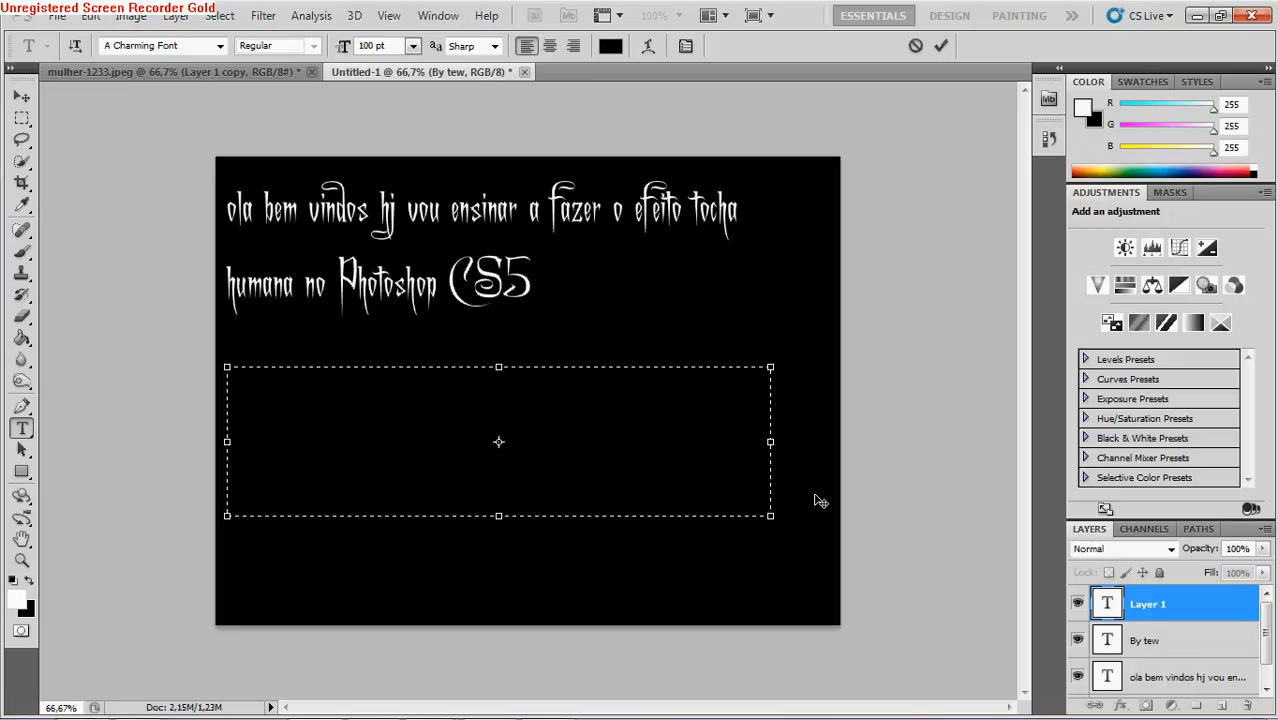 Unregistered Screen Recorder Gold
File Edit Image Layer Select Filter Analysis 3D View Window Help Br Mb 100% ESSENTIALS DESIGN PAINTING CS Live
T A Charming Font Regular 100 pt Sharp
mulher-1233.jpeg @ 66,7% (Layer 1 copy, RGB/8#) * Untitled-1 @ 66,7% (By tew, RGB/8) *
COLOR SWATCHES STYLES
Mb
R 255
G 255
B 255
ADJUSTMENTS MASKS
Add an adjustment
ola bem vindos hj vou ensinar a fazer o efeito tocha
humana no Photoshop CS5
Levels Presets
Curves Presets
Exposure Presets
Hue/Saturation Presets
Black & White Presets
Channel Mixer Presets
Selective Color Presets
LAYERS CHANNELS PATHS
Normal Opacity: 100%
Lock: Fill: 100%
T Layer 1
T By tew
T ola bem vindos hj vou en...
66,67% Doc: 2,15M/1,23M